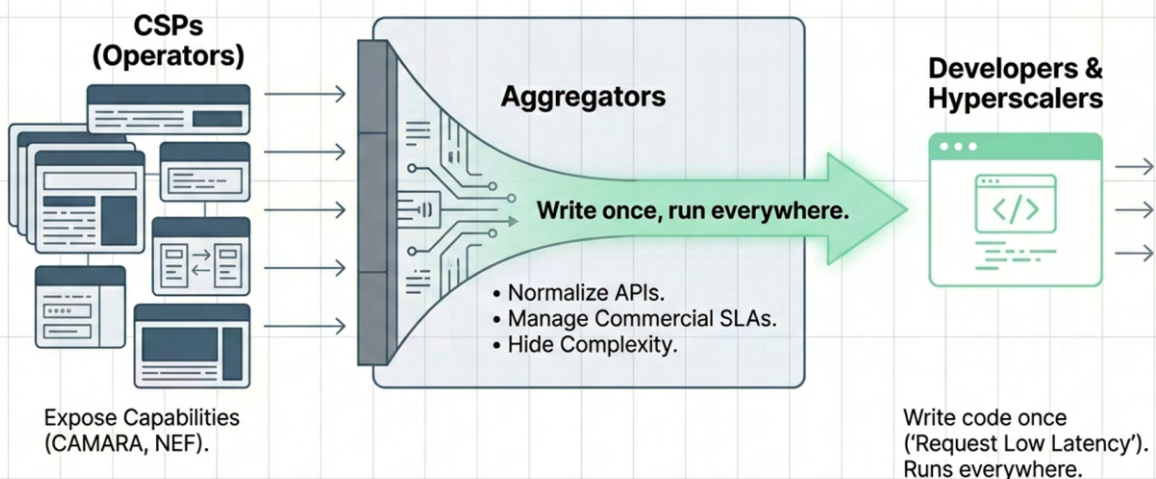 CSPs
(Operators)
Aggregators
Developers &
Hyperscalers
Write once, run everywhere.
</>
• Normalize APIs.
• Manage Commercial SLAs.
• Hide Complexity.
Expose Capabilities
(CAMARA, NEF).
Write code once
(‘Request Low Latency’).
Runs everywhere.